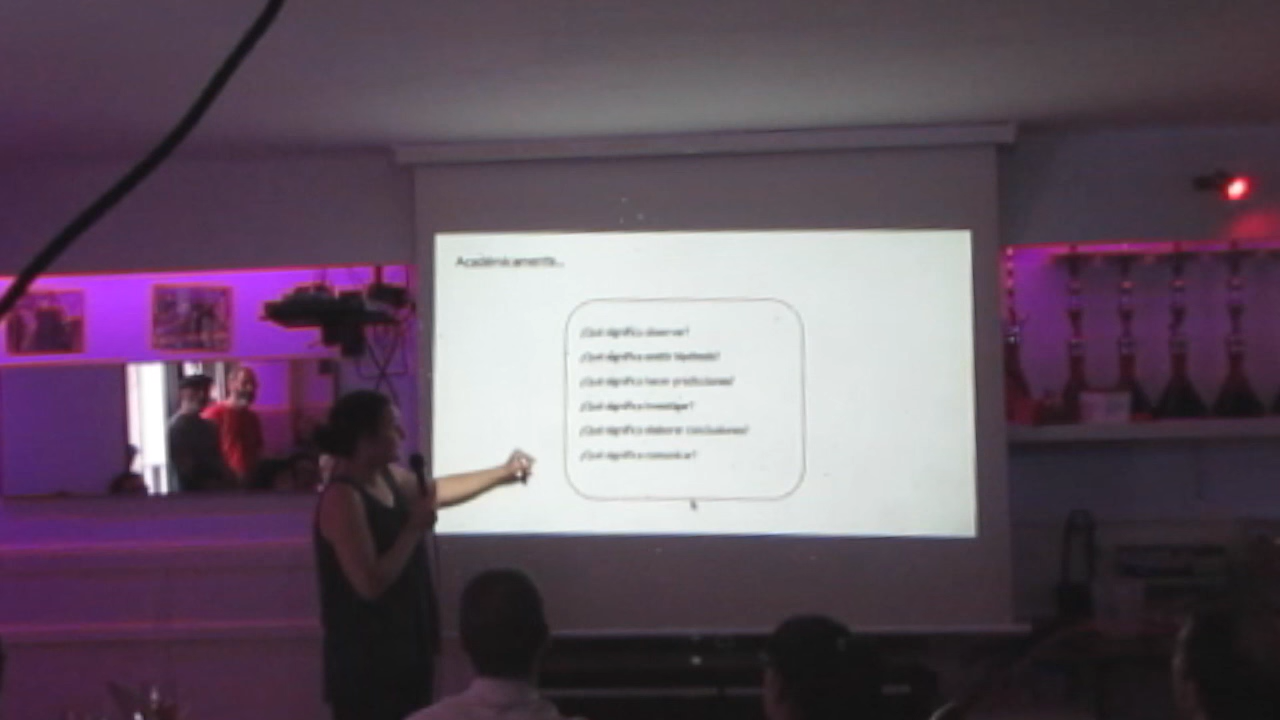 Académicamente...
¿Qué significa observar?
¿Qué significa emitir hipótesis?
¿Qué significa hacer predicciones?
¿Qué significa investigar?
¿Qué significa elaborar conclusiones?
¿Qué significa comunicar?